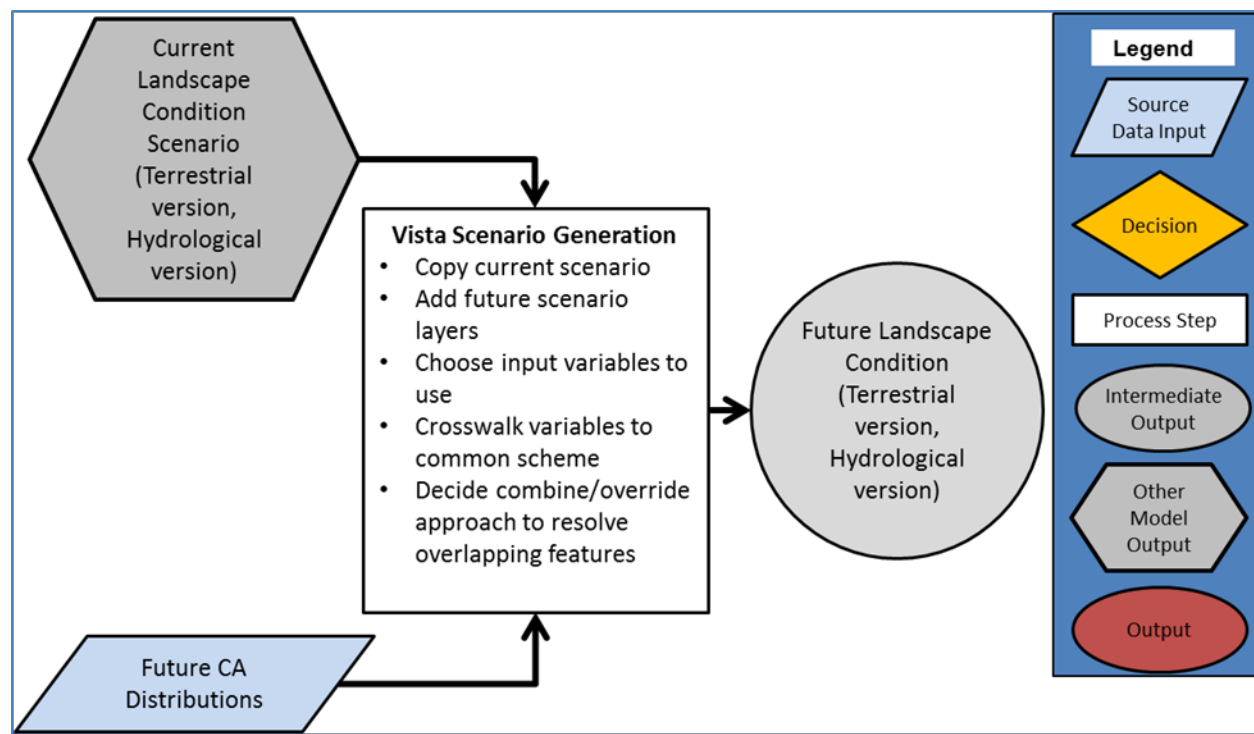 Current
Landscape
Condition
Scenario
(Terrestrial
version,
Hydrological
version)
Vista Scenario Generation
• Copy current scenario
• Add future scenario
layers
• Choose input variables to
use
• Crosswalk variables to
common scheme
• Decide combine/override
approach to resolve
overlapping features
Future CA
Distributions
Future Landscape
Condition
(Terrestrial
version,
Hydrological
version)
Legend
Source
Data Input
Decision
Process Step
Intermediate
Output
Other
Model
Output
Output